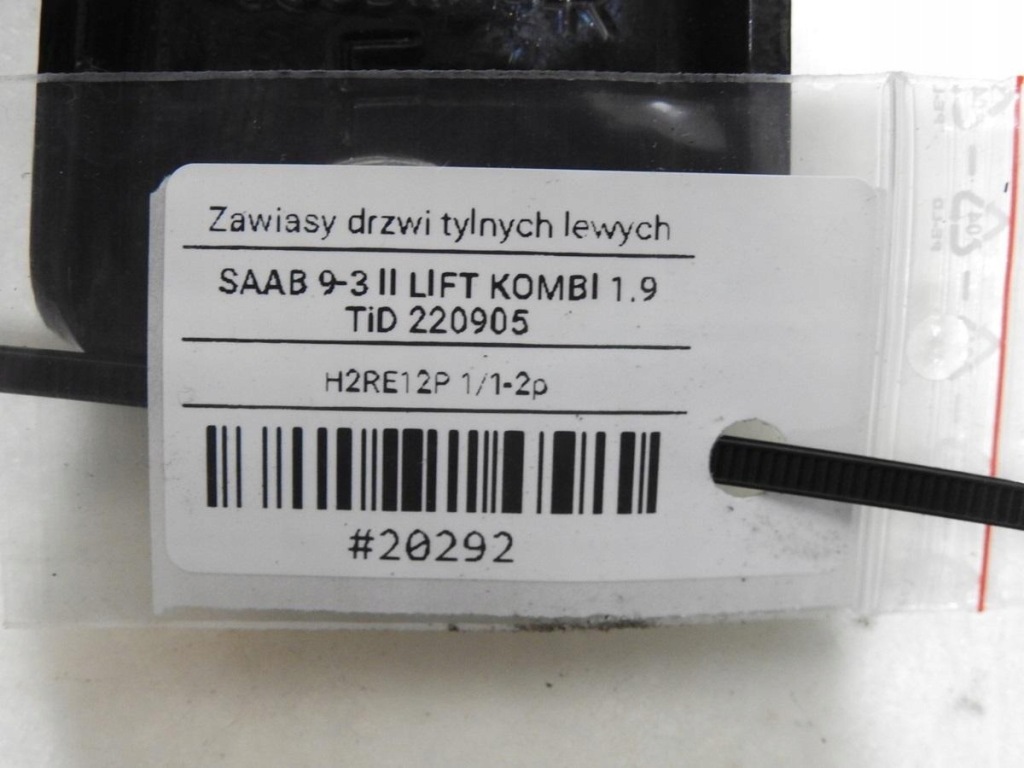 Zawiasy drzwi tylnych lewych
SAAB 9-3 II LIFT KOMBI 1.9
TiD 220905
H2RE12P 1/1-2p
#20292